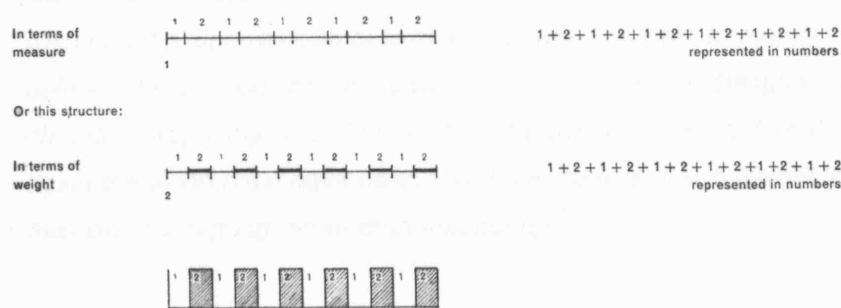 1 2 1 2 1 2 1 2 1 2 1 2
In terms of
measure
1
1 + 2 + 1 + 2 + 1 + 2 + 1 + 2 + 1 + 2 + 1 + 2
represented in numbers
Or this structure:
1 2 1 2 1 2 1 2 1 2 1 2
In terms of
weight
2
1 + 2 + 1 + 2 + 1 + 2 + 1 + 2 + 1 + 2 + 1 + 2
represented in numbers
1 2 1 2 1 2 1 2 1 2 1 2